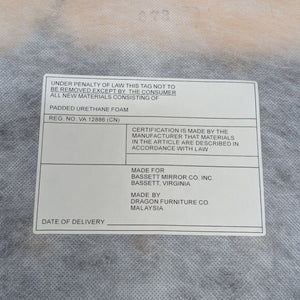 UNDER PENALTY OF LAW THIS TAG NOT TO
BE REMOVED EXCEPT BY THE CONSUMER
ALL NEW MATERIALS CONSISTING OF
PADDED URETHANE FOAM
REG. NO. VA 12886 (CN)
CERTIFICATION IS MADE BY THE
MANUFACTURER THAT MATERIALS
IN THE ARTICLE ARE DESCRIBED IN
ACCORDANCE WITH LAW
MADE FOR
BASSETT MIRROR CO. INC
BASSETT, VIRGINIA
MADE BY
DRAGON FURNITURE CO.
MALAYSIA
DATE OF DELIVERY